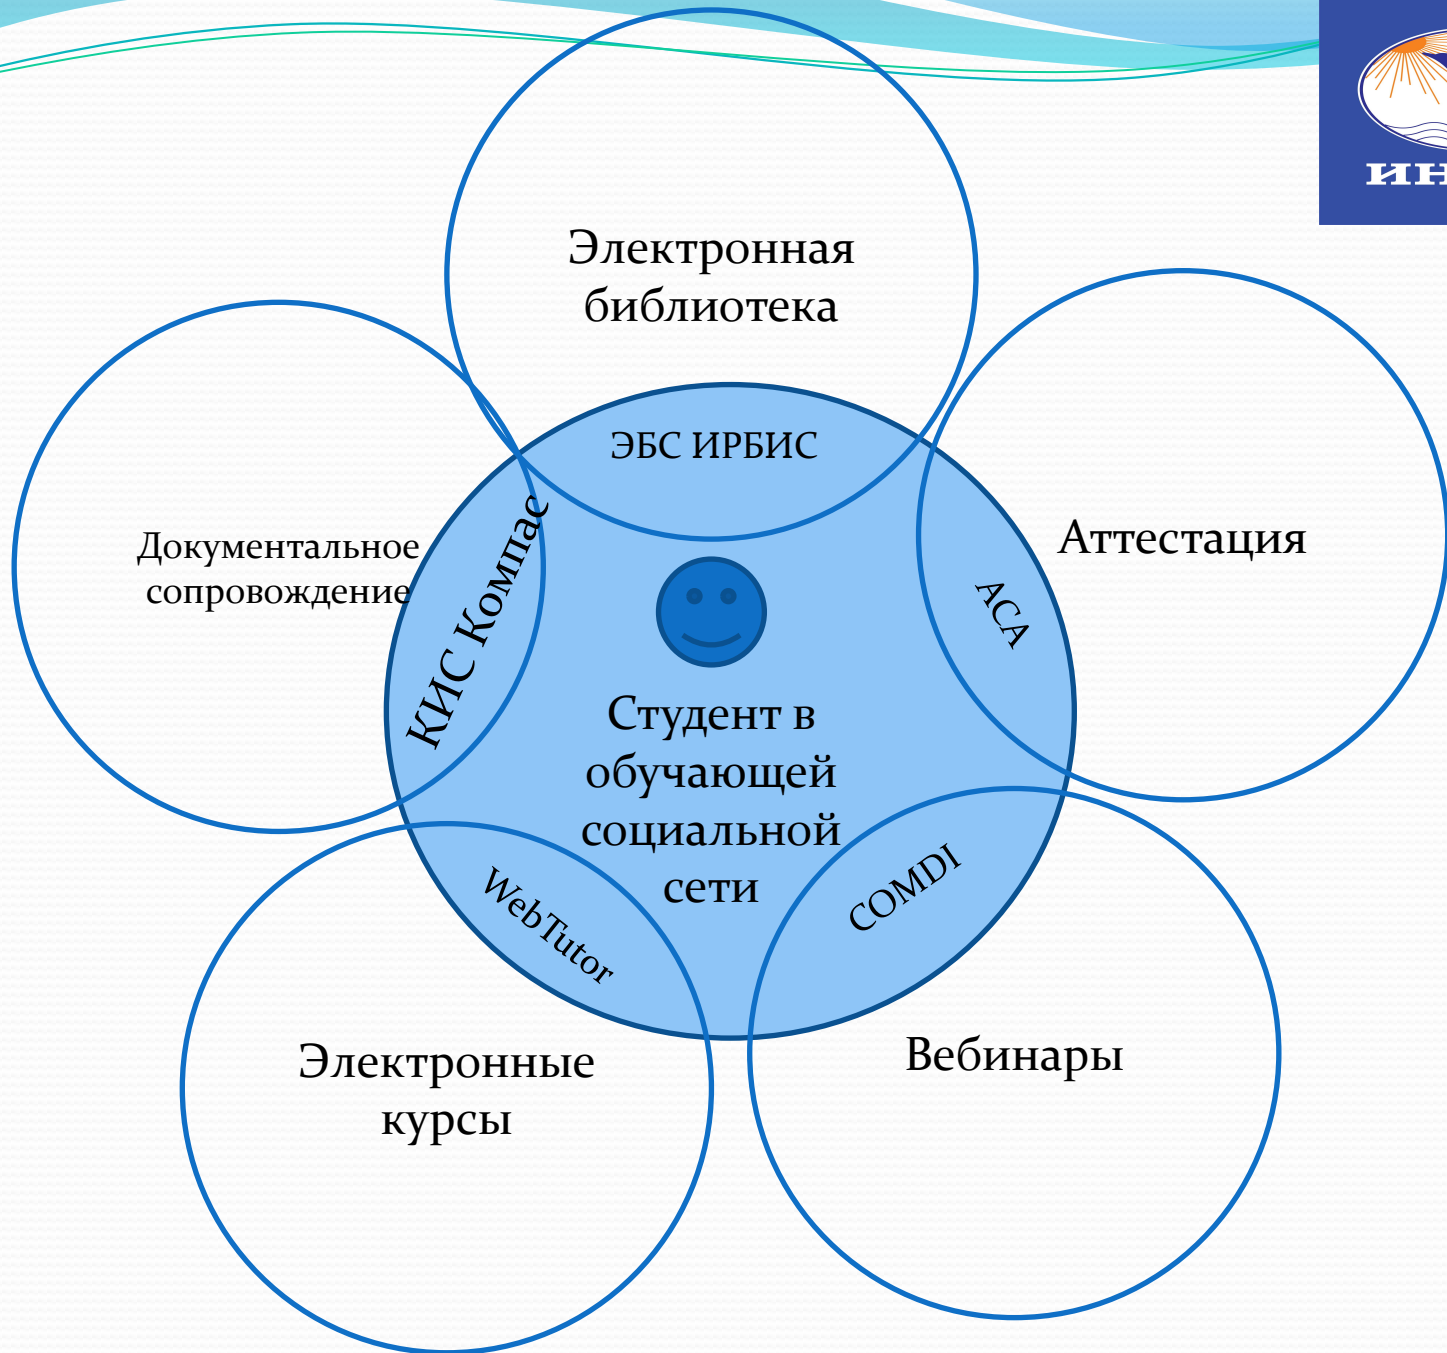 Электронная
библиотека
ЭБС ИРБИС
Документальное
сопровождение
КИС Компас
Аттестация
АСА
Студент в
обучающей
социальной
сети
WebTutor
COMDI
Электронные
курсы
Вебинары